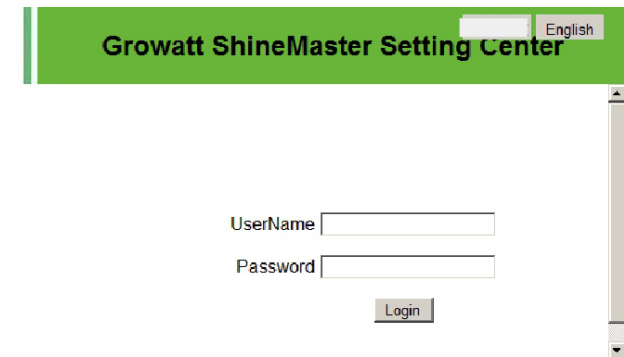 English
Growatt ShineMaster Setting Center
UserName
Password
Login